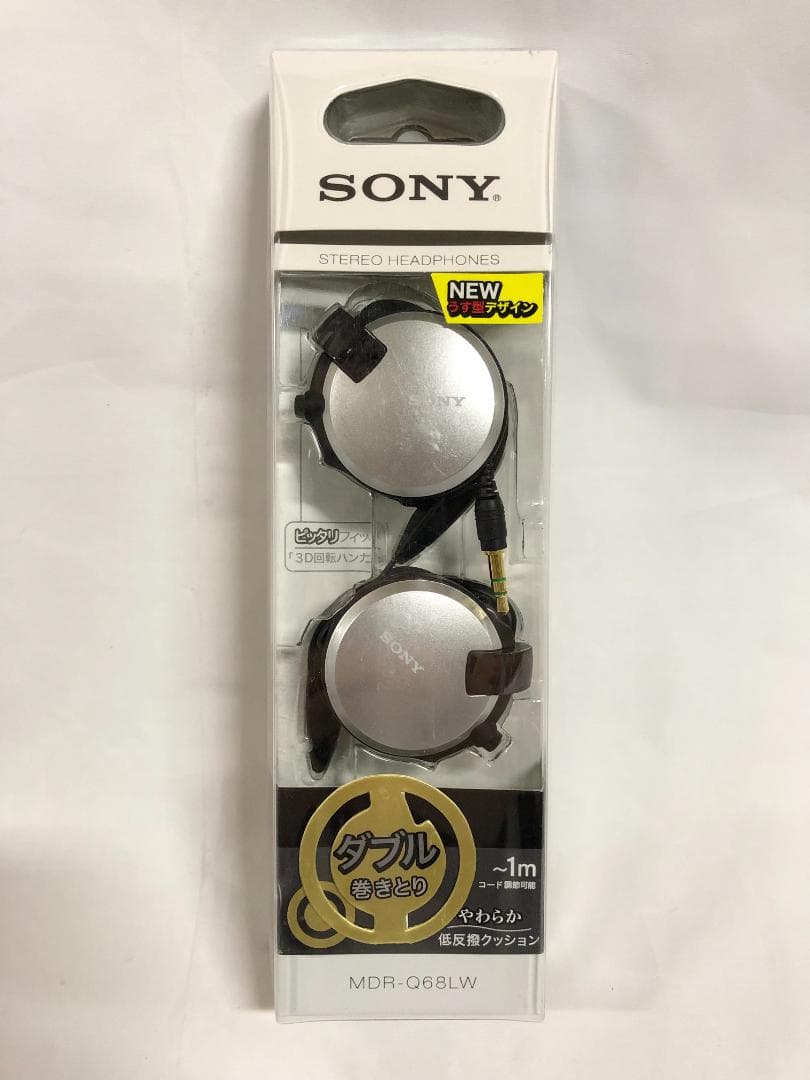 SONY®
STEREO HEADPHONES
NEW
うす型デザイン
SONY
ピッタリフィッ
「3D回転ハンガ
SONY
ダブル
巻きとり
~1m
コード調節可能
やわらか
低反撥クッション
MDR-Q68LW